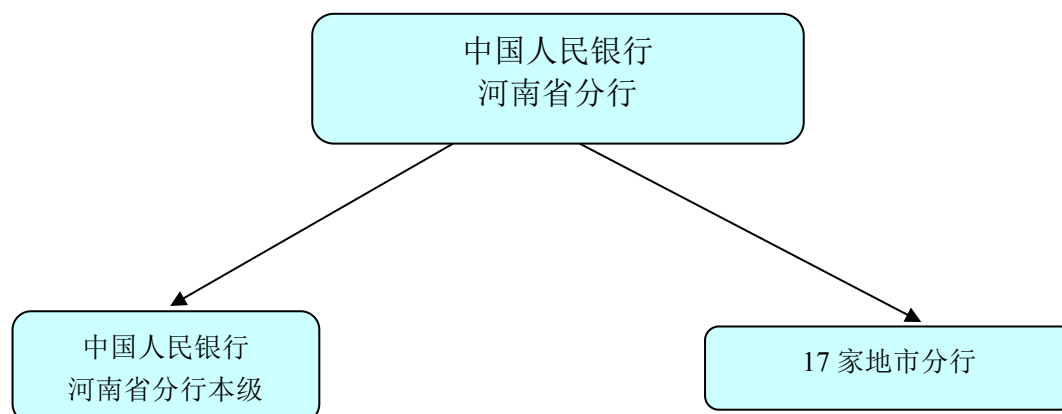 中国人民银行
河南省分行
中国人民银行
河南省分行本级
17 家地市分行